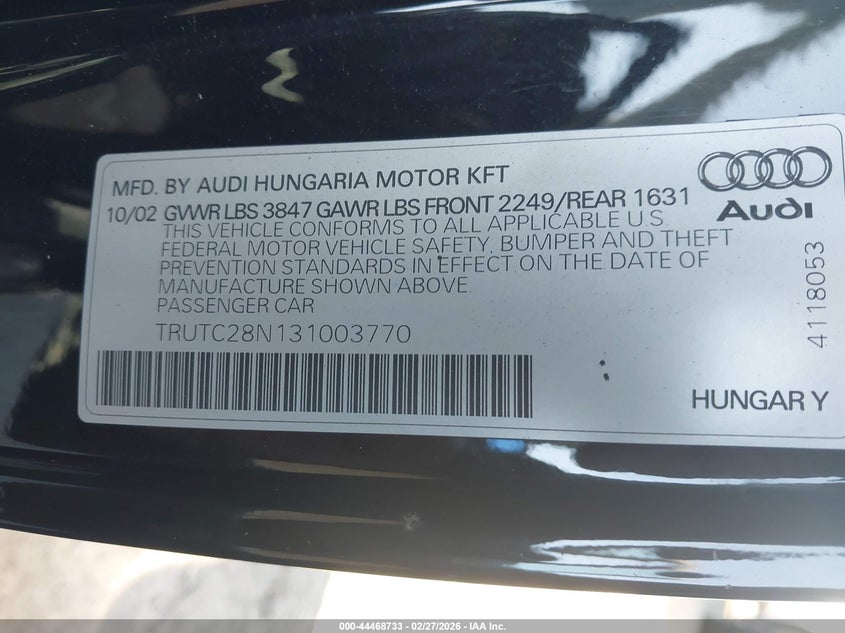 MFD. BY AUDI HUNGARIA MOTOR KFT
10/02 GVWR LBS 3847 GAWR LBS FRONT 2249/REAR 1631
THIS VEHICLE CONFORMS TO ALL APPLICABLE U.S
FEDERAL MOTOR VEHICLE SAFETY, BUMPER AND THEFT
PREVENTION STANDARDS IN EFFECT ON THE DATE OF
MANUFACTURE SHOWN ABOVE
PASSENGER CAR
TRUTC28N131003770
Audi
4118053
HUNGARY
000-44468733 - 02/27/2026 - IAA Inc.